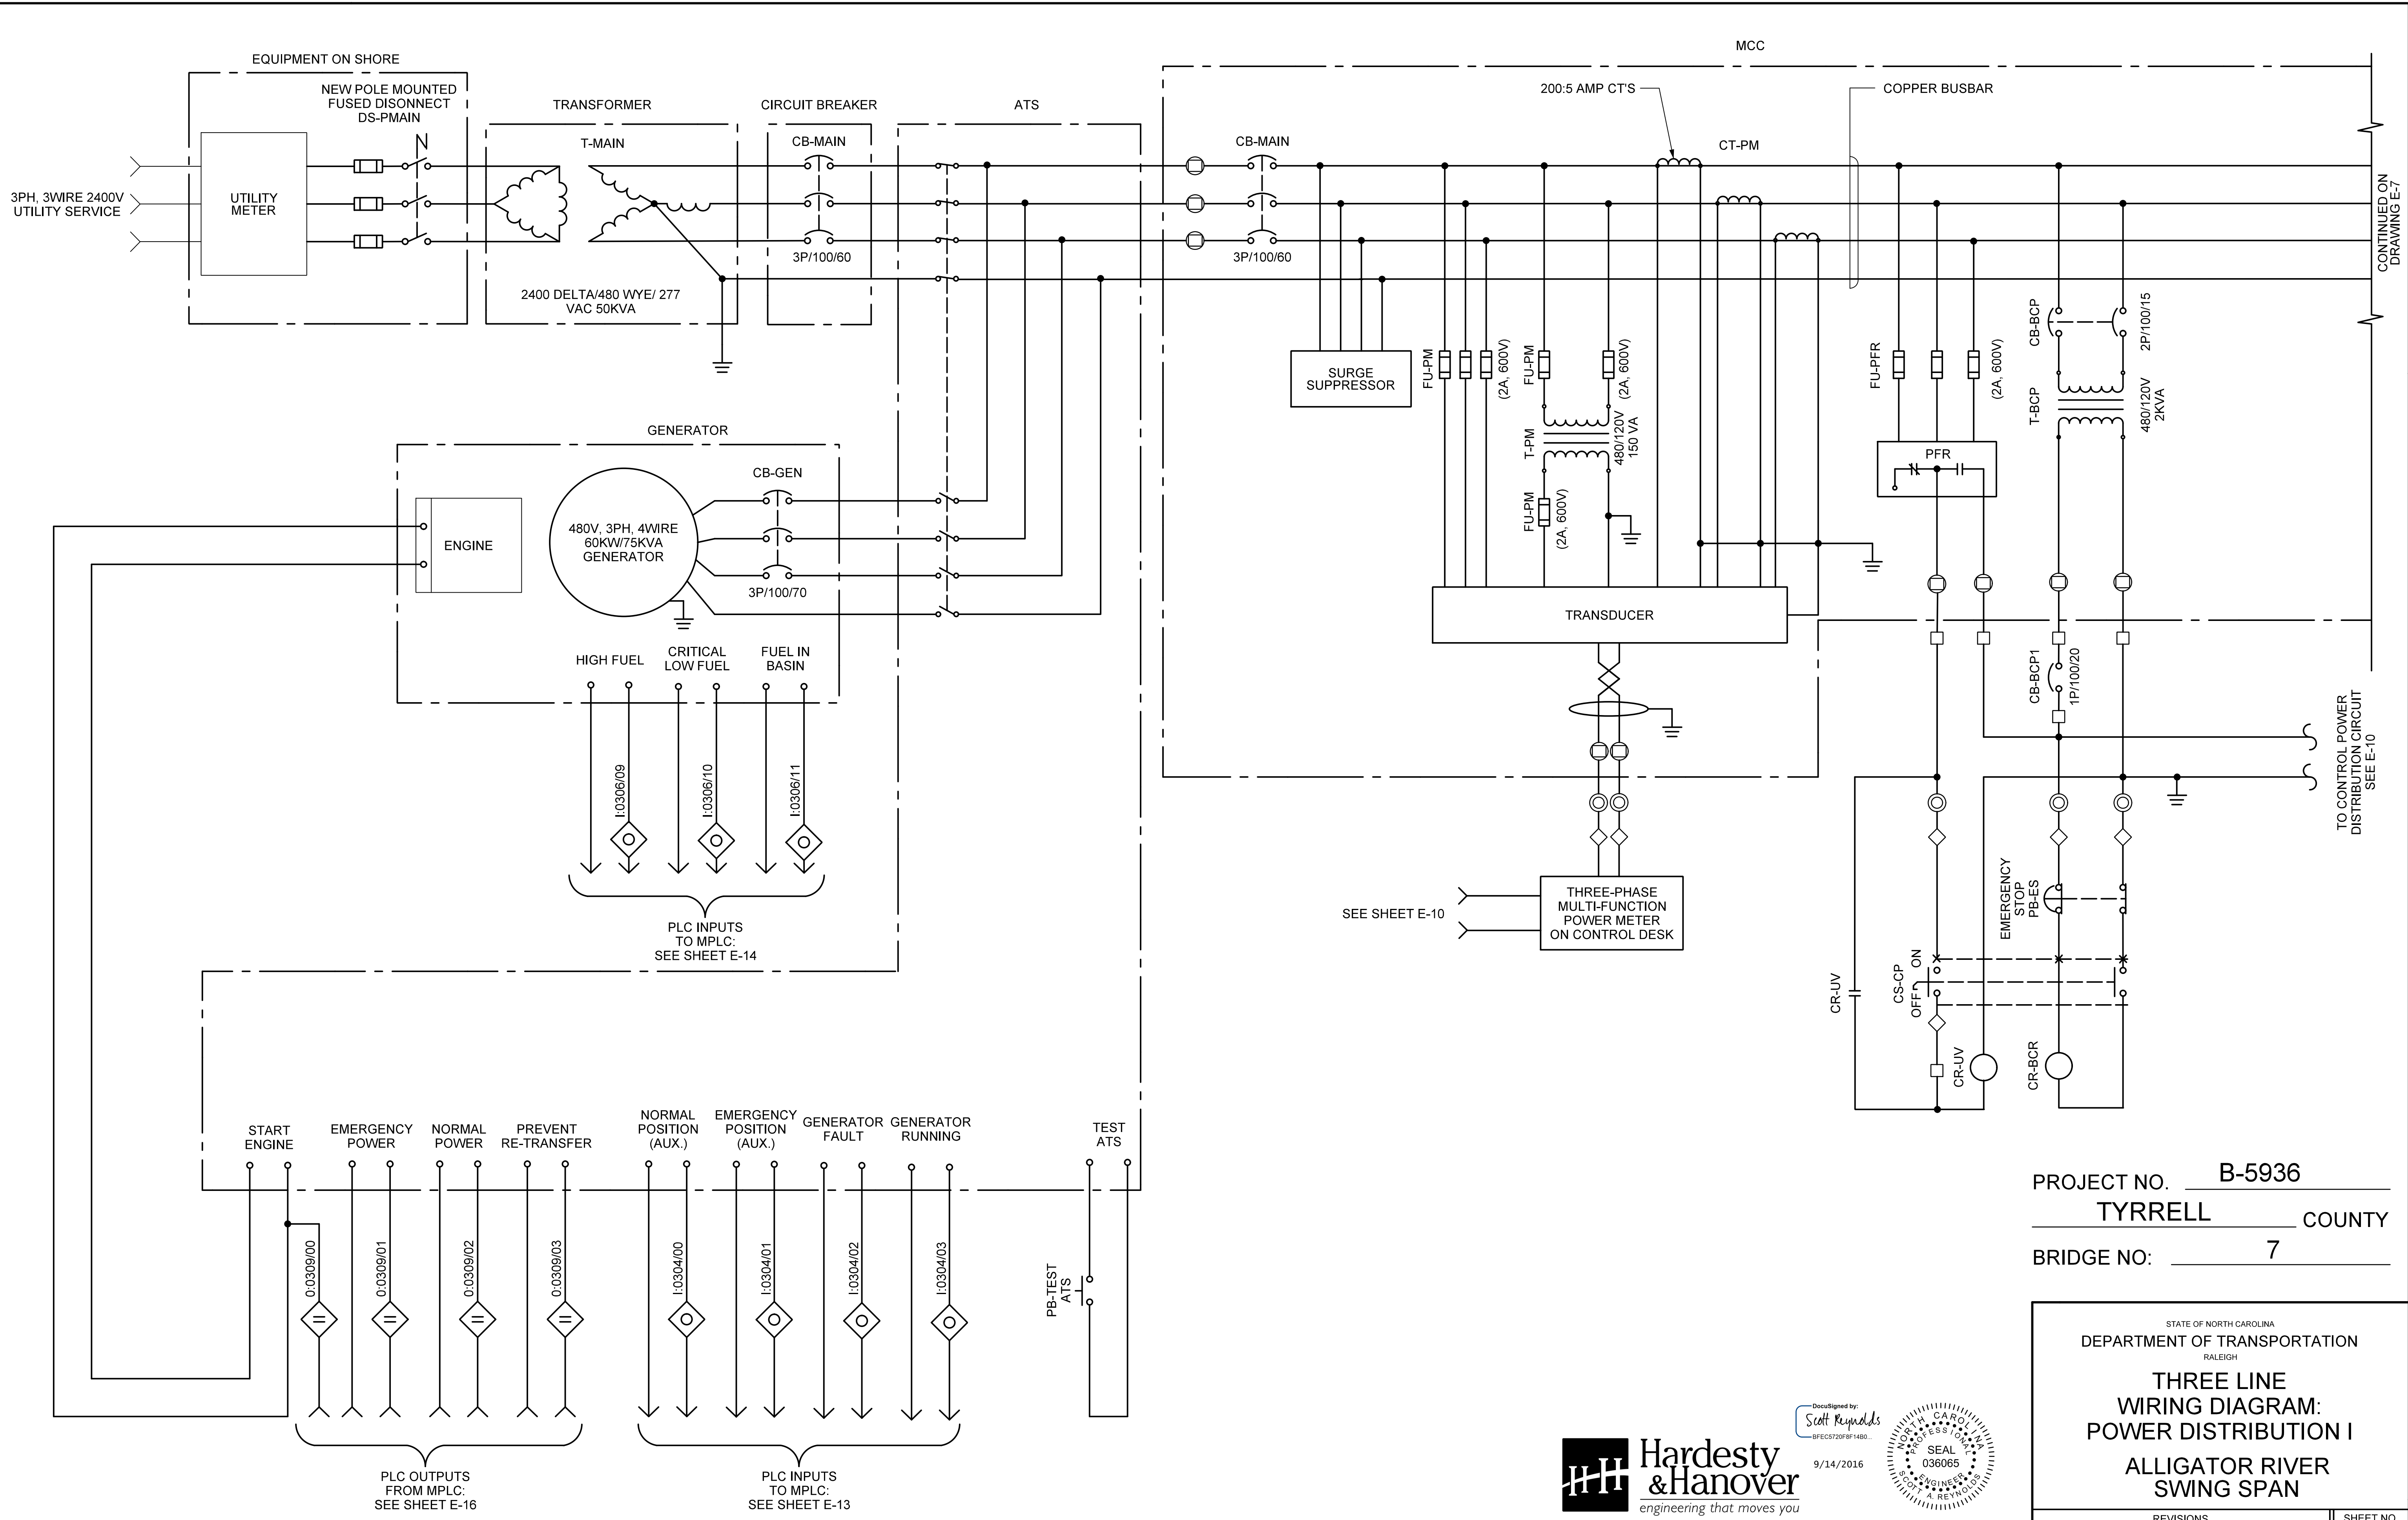 EQUIPMENT ON SHORE
NEW POLE MOUNTED
FUSED DISONNECT
DS-PMAIN
N
3PH, 3WIRE 2400V
UTILITY SERVICE
UTILITY
METER
TRANSFORMER
T-MAIN
2400 DELTA/480 WYE/ 277
VAC 50KVA
CIRCUIT BREAKER
CB-MAIN
3P/100/60
ATS
MCC
CB-MAIN
3P/100/60
200:5 AMP CT'S
CT-PM
COPPER BUSBAR
CONTINUED ON
DRAWING E-7
SURGE
SUPPRESSOR
FU-PM
(2A, 600V)
FU-PM
(2A, 600V)
T-PM
480/120V
150 VA
FU-PM
(2A, 600V)
FU-PFR
(2A, 600V)
PFR
CB-BCP
2P/100/15
T-BCP
480/120V
2KVA
TRANSDUCER
CB-BCP1
1P/100/20
TO CONTROL POWER
DISTRIBUTION CIRCUIT
SEE E-10
GENERATOR
ENGINE
480V, 3PH, 4WIRE
60KW/75KVA
GENERATOR
CB-GEN
3P/100/70
HIGH FUEL
CRITICAL
LOW FUEL
FUEL IN
BASIN
I:0306/09
I:0306/10
I:0306/11
PLC INPUTS
TO MPLC:
SEE SHEET E-14
SEE SHEET E-10
THREE-PHASE
MULTI-FUNCTION
POWER METER
ON CONTROL DESK
EMERGENCY
STOP
PB-ES
CR-UV
CS-CP
OFF
ON
CR-UV
CR-BCR
START
ENGINE
EMERGENCY
POWER
NORMAL
POWER
PREVENT
RE-TRANSFER
NORMAL
POSITION
(AUX.)
EMERGENCY
POSITION
(AUX.)
GENERATOR
FAULT
GENERATOR
RUNNING
TEST
ATS
0:0309/00
0:0309/01
0:0309/02
0:0309/03
I:0304/00
I:0304/01
I:0304/02
I:0304/03
PB-TEST
ATS
PLC OUTPUTS
FROM MPLC:
SEE SHEET E-16
PLC INPUTS
TO MPLC:
SEE SHEET E-13
PROJECT NO. B-5936
TYRRELL COUNTY
BRIDGE NO: 7
STATE OF NORTH CAROLINA
DEPARTMENT OF TRANSPORTATION
RALEIGH
THREE LINE
WIRING DIAGRAM:
POWER DISTRIBUTION I
ALLIGATOR RIVER
SWING SPAN
REVISIONS
SHEET NO.
HH
Hardesty
&Hanover
engineering that moves you
DocuSigned by:
Scott Reynolds
BFEC5720F8F14B0...
9/14/2016
NORTH CAROLINA
PROFESSIONAL
SEAL
036065
ENGINEER
SCOTT A. REYNOLDS